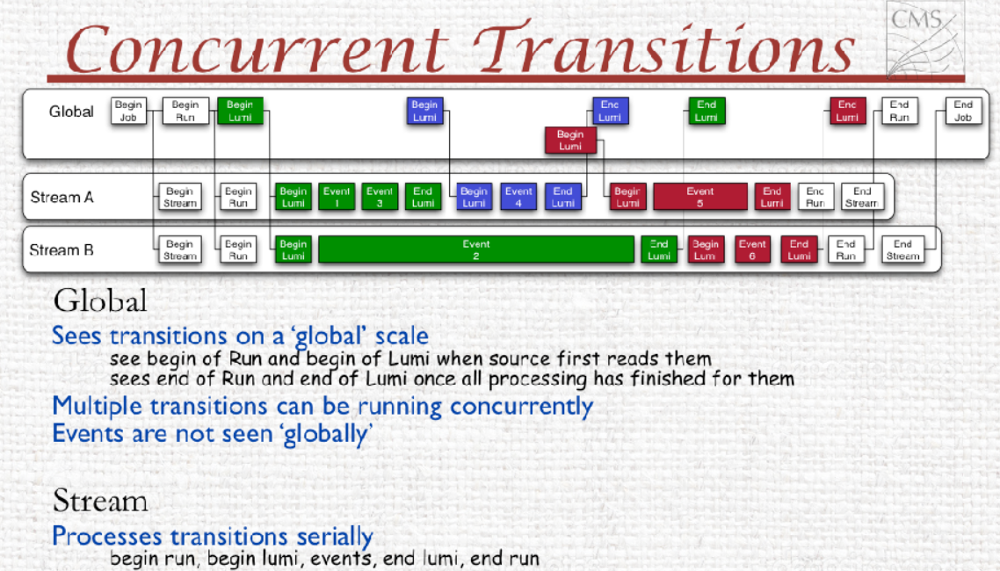 Concurrent Transitions
CMS
Global
Begin Job
Begin Run
Begin Lumi
Begin Lumi
Begin Lumi
End Lumi
End Lumi
End Lumi
End Run
End Job
Stream A
Begin Stream
Begin Run
Begin Lumi
Event 1
Event 3
End Lumi
Begin Lumi
Event 4
End Lumi
Begin Lumi
Event 5
End Lumi
End Run
End Stream
Stream B
Begin Stream
Begin Run
Begin Lumi
Event 2
End Lumi
Begin Lumi
Event 6
End Lumi
End Run
End Stream
Global
Sees transitions on a ‘global’ scale
see begin of Run and begin of Lumi when source first reads them
sees end of Run and end of Lumi once all processing has finished for them
Multiple transitions can be running concurrently
Events are not seen ‘globally’
Stream
Processes transitions serially
begin run, begin lumi, events, end lumi, end run